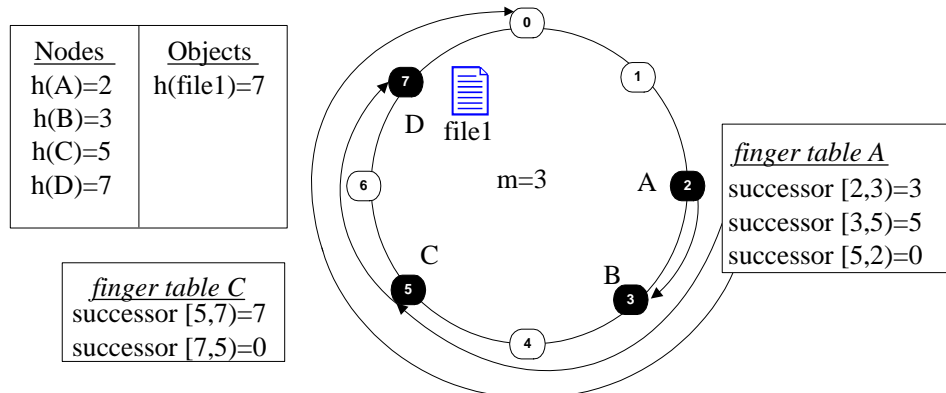 Nodes
h(A)=2
h(B)=3
h(C)=5
h(D)=7
Objects
h(file1)=7
0
1
7
D
file1
6
m=3
A
2
C
5
B
3
4
finger table A
successor [2,3)=3
successor [3,5)=5
successor [5,2)=0
finger table C
successor [5,7)=7
successor [7,5)=0